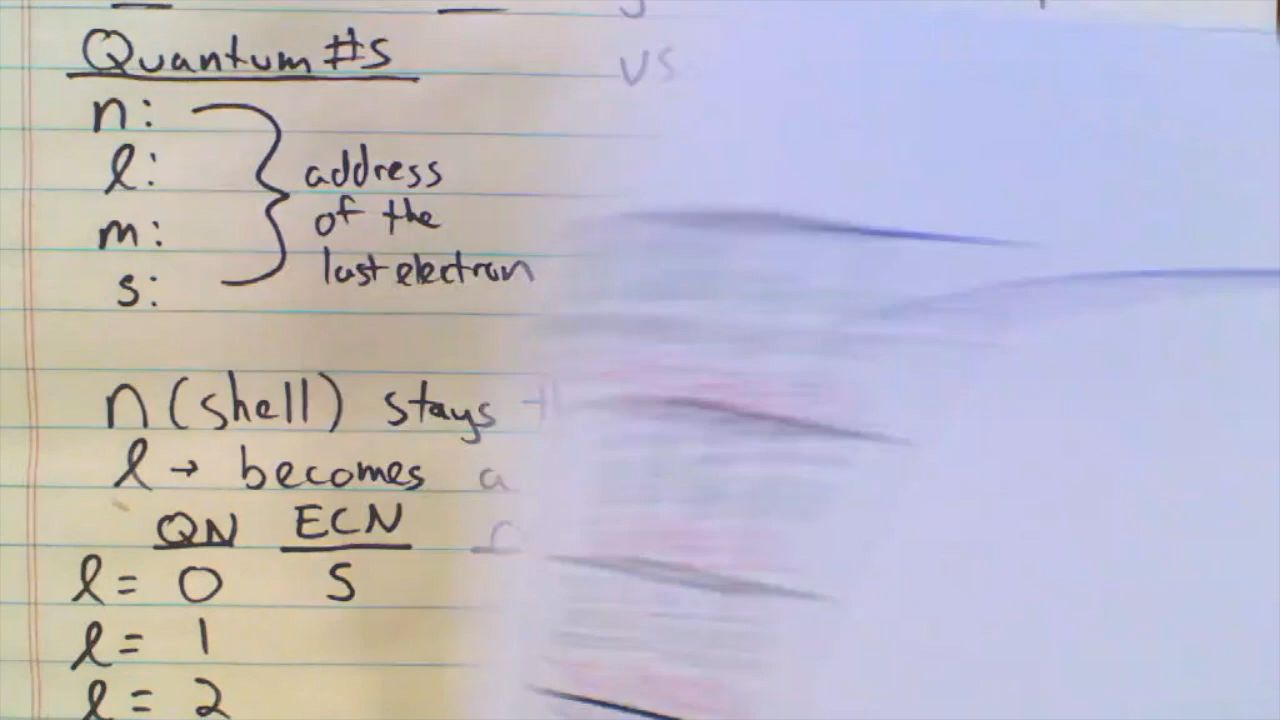 Quantum #s
vs
n:
l:
m:
s:
address
of the
last electron
n (shell) stays
l → becomes a
QN ECN
l = 0 S
l = 1
l = 2